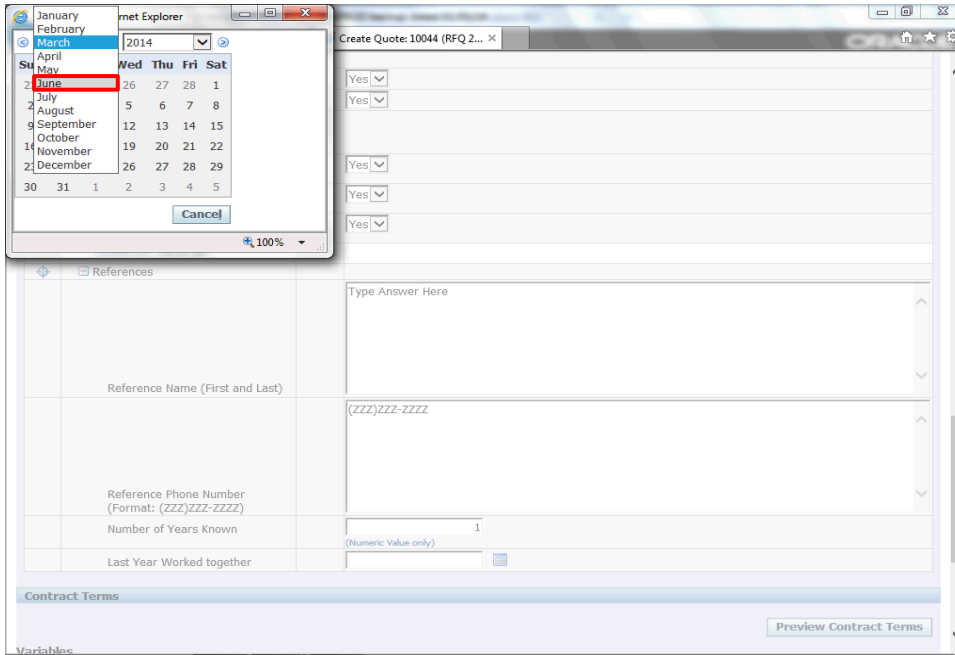 January
February
March
April
May
June
July
August
September
October
November
December
rnet Explorer
2014
Su
Wed Thu Fri Sat
26 27 28 1
5 6 7 8
9 12 13 14 15
16 19 20 21 22
23 26 27 28 29
30 31 1 2 3 4 5
Cancel
100%
Create Quote: 10044 (RFQ 2...
Yes
Yes
Yes
Yes
Yes
References
Type Answer Here
Reference Name (First and Last)
(ZZZ)ZZZ-ZZZZ
Reference Phone Number
(Format: (ZZZ)ZZZ-ZZZZ)
Number of Years Known
1
(Numeric Value only)
Last Year Worked together
Contract Terms
Preview Contract Terms
Variables